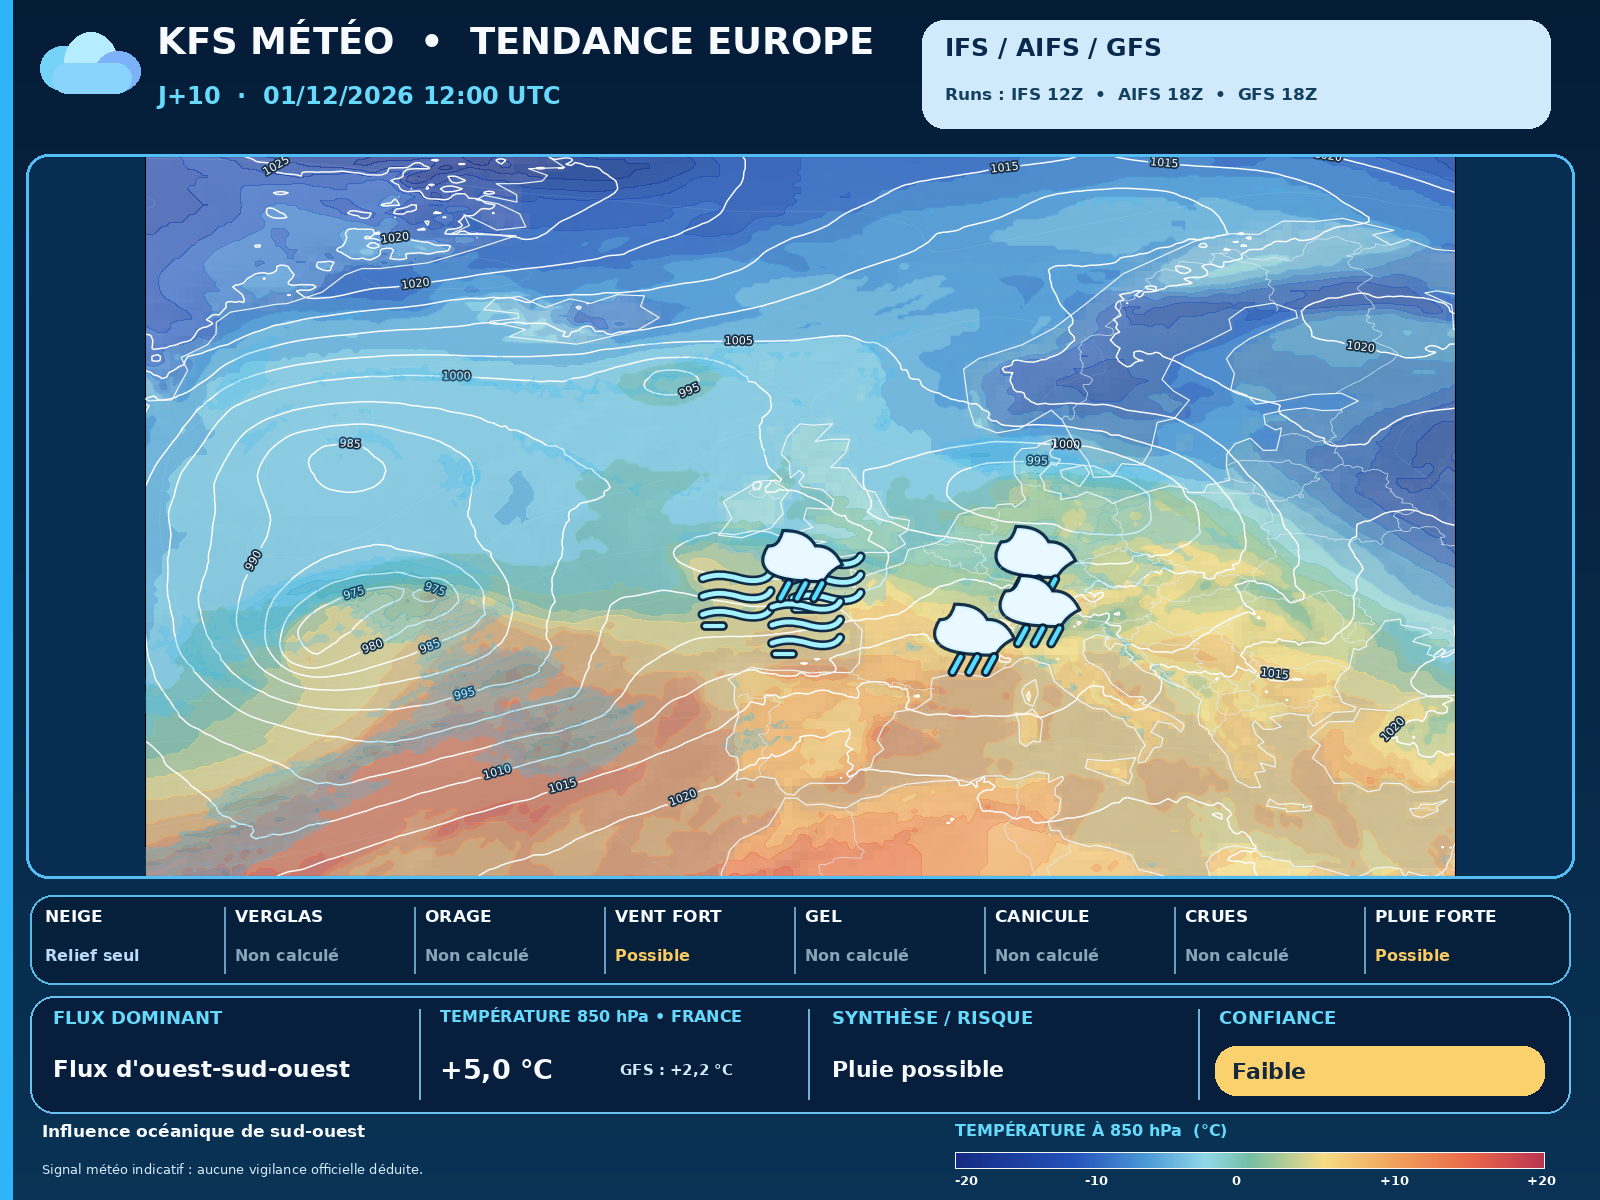 KFS MÉTÉO • TENDANCE EUROPE
J+10 · 01/12/2026 12:00 UTC
IFS / AIFS / GFS
Runs : IFS 12Z • AIFS 18Z • GFS 18Z
1025
1015
1015
1020
1020
1020
1005
1020
1000
995
985
1000
995
990
975
975
980
985
995
1015
1020
1010
1015
1020
NEIGE
Relief seul
VERGLAS
Non calculé
ORAGE
Non calculé
VENT FORT
Possible
GEL
Non calculé
CANICULE
Non calculé
CRUES
Non calculé
PLUIE FORTE
Possible
FLUX DOMINANT
Flux d'ouest-sud-ouest
TEMPÉRATURE 850 hPa • FRANCE
+5,0 °C GFS : +2,2 °C
SYNTHÈSE / RISQUE
Pluie possible
CONFIANCE
Faible
Influence océanique de sud-ouest
Signal météo indicatif : aucune vigilance officielle déduite.
TEMPÉRATURE À 850 hPa (°C)
-20 -10 0 +10 +20